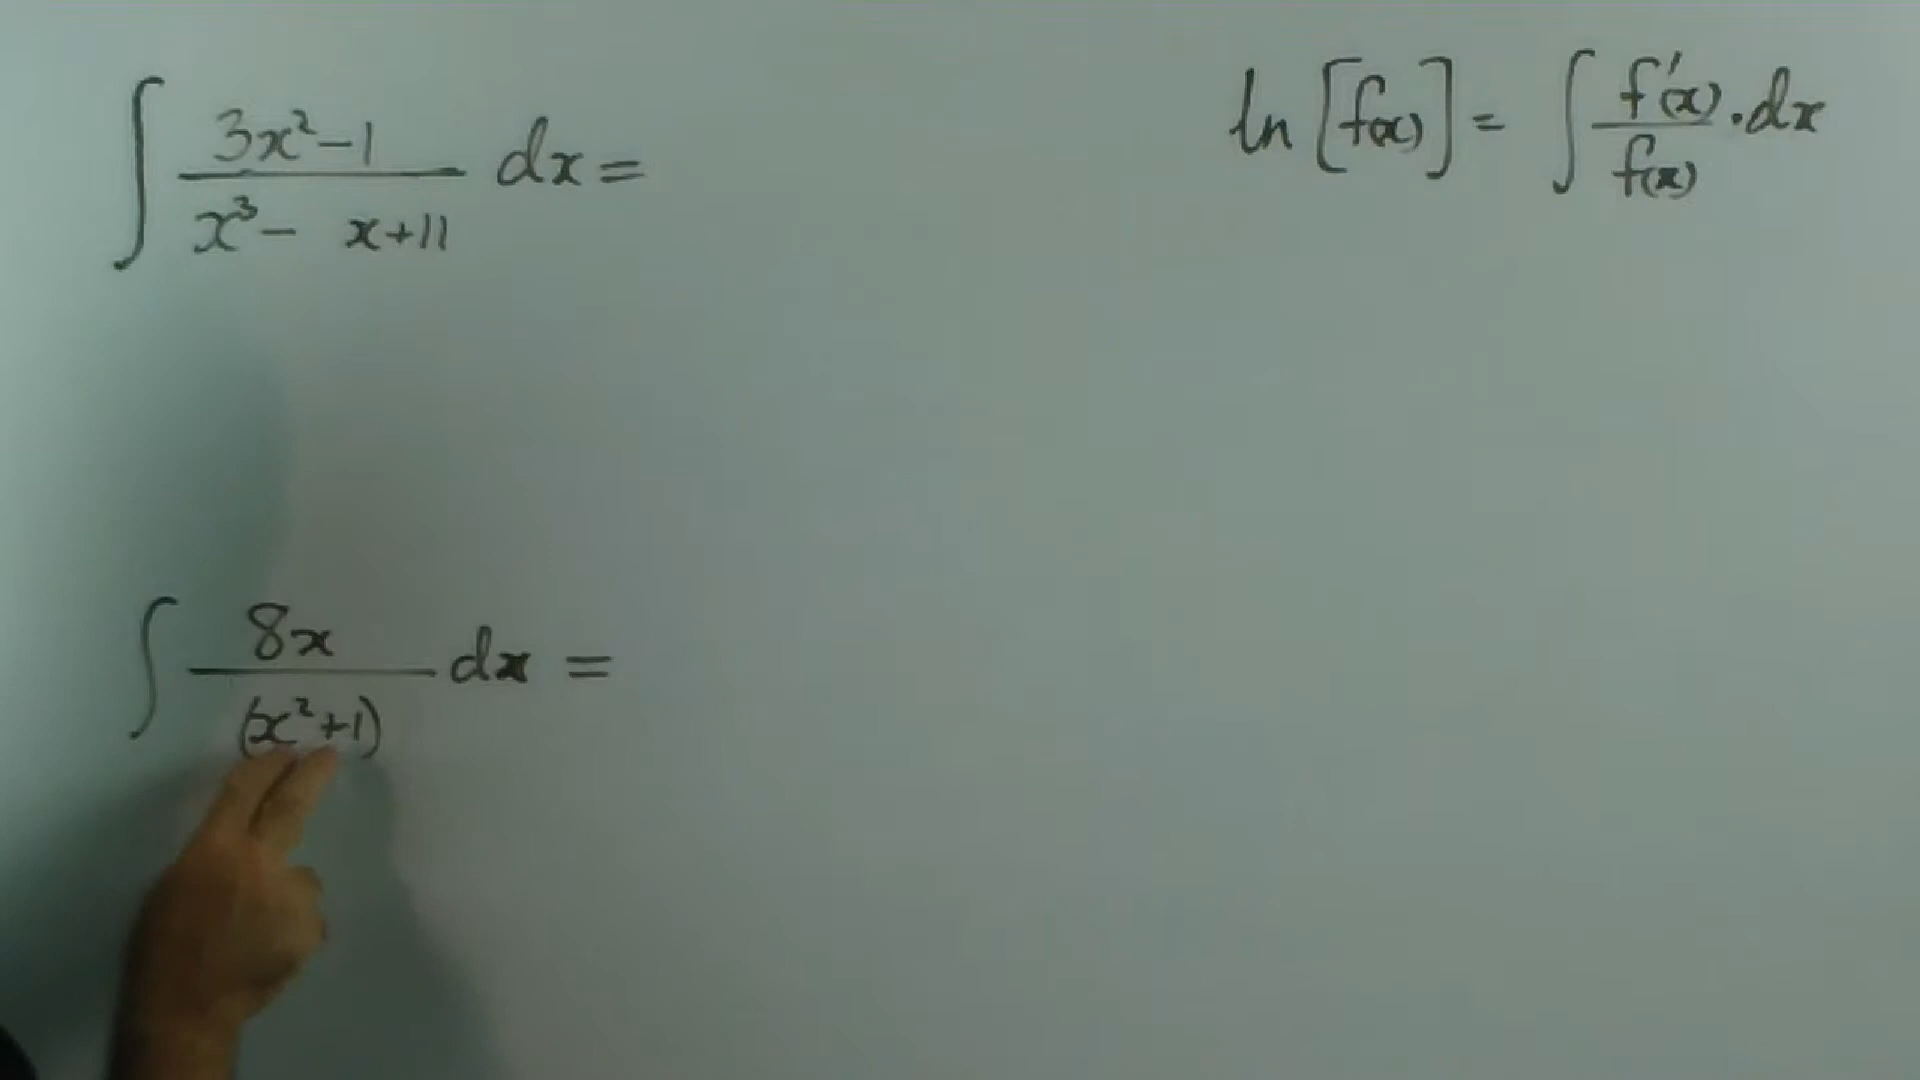 ∫ (3x²-1)/(x³- x+11) dx =
ln [f(x)] = ∫ f'(x)/f(x) . dx
∫ 8x/(x²+1) dx =